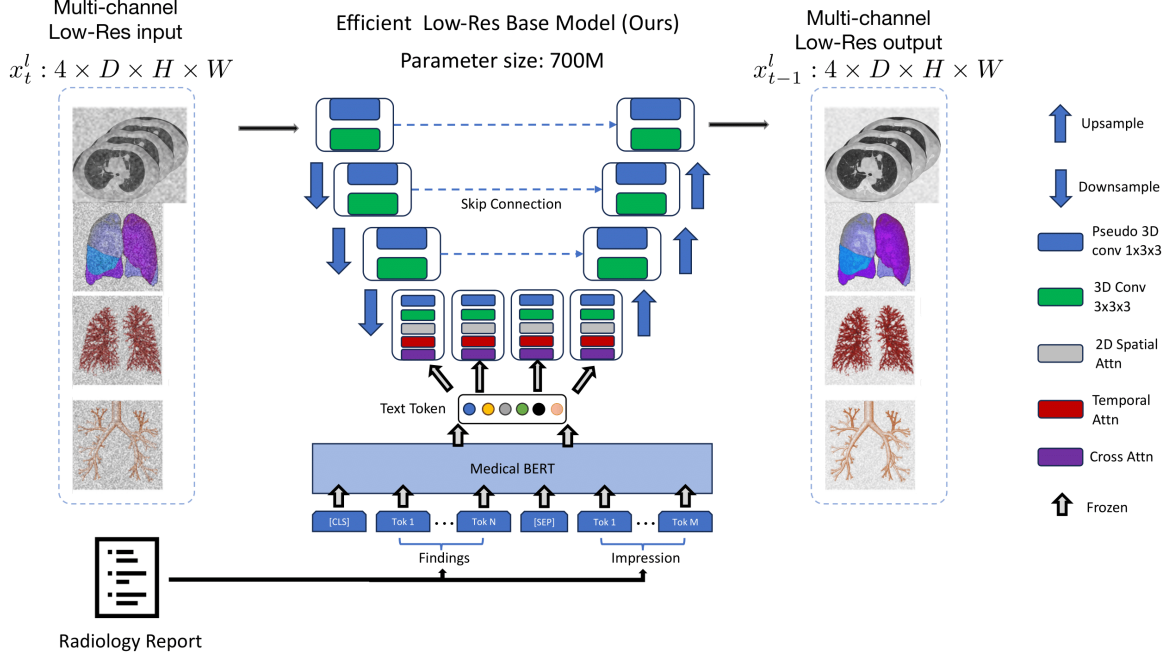 Multi-channel
Low-Res input
x_t^l : 4 × D × H × W
Efficient Low-Res Base Model (Ours)
Parameter size: 700M
Multi-channel
Low-Res output
x_{t-1}^l : 4 × D × H × W
Skip Connection
Text Token
Medical BERT
[CLS]
Tok 1
...
Tok N
[SEP]
Tok 1
...
Tok M
Findings
Impression
Radiology Report
Upsample
Downsample
Pseudo 3D
conv 1x3x3
3D Conv
3x3x3
2D Spatial
Attn
Temporal
Attn
Cross Attn
Frozen